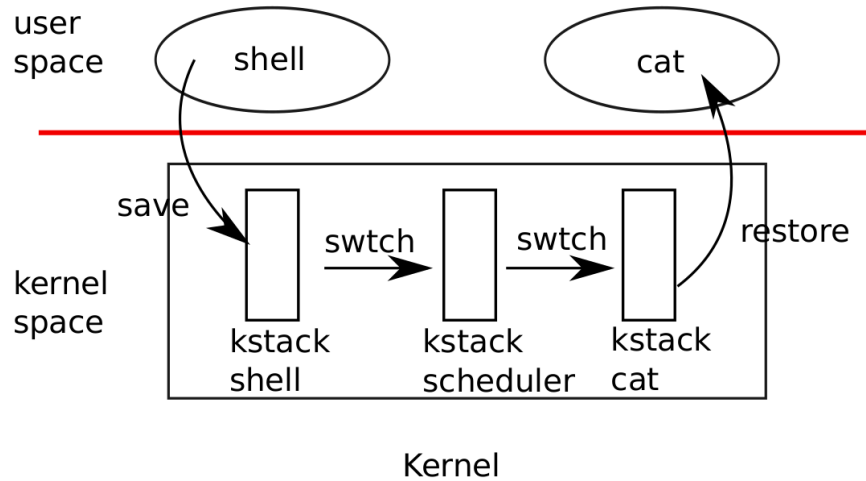 user
space
shell
cat
save
swtch
swtch
restore
kernel
space
kstack
shell
kstack
scheduler
kstack
cat
Kernel